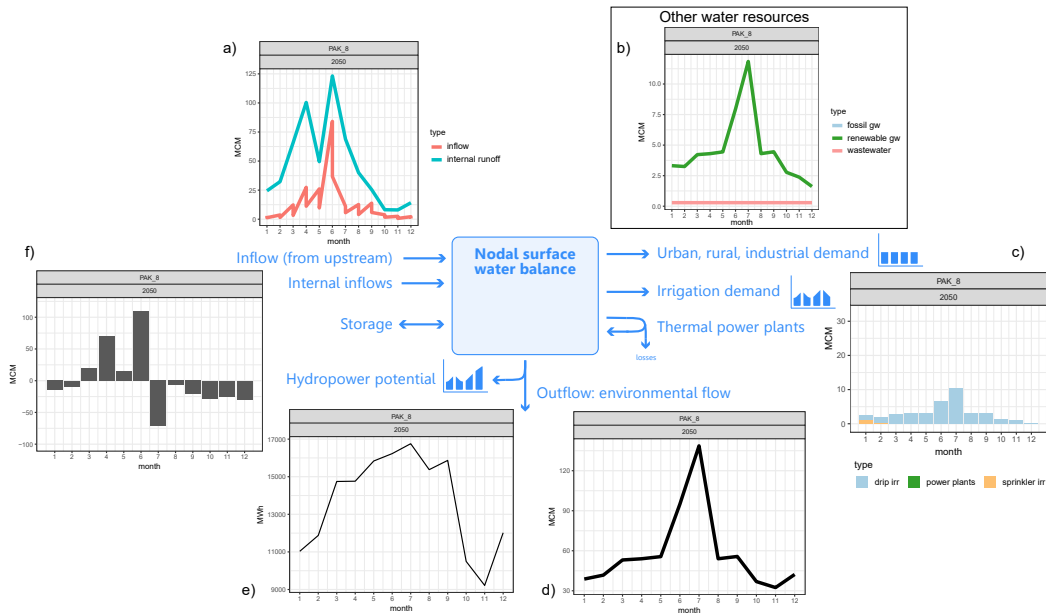 Other water resources
a)
PAK_8
2050
125
100
75
50
25
0
MCM
1 2 3 4 5 6 7 8 9 10 11 12
month
type
inflow
internal runoff
b)
PAK_8
2050
10.0
7.5
5.0
2.5
0.0
MCM
1 2 3 4 5 6 7 8 9 10 11 12
month
type
fossil gw
renewable gw
wastewater
Inflow (from upstream)
Internal inflows
Storage
Nodal surface
water balance
Urban, rural, industrial demand
Irrigation demand
Thermal power plants
losses
Hydropower potential
Outflow: environmental flow
f)
PAK_8
2050
100
50
0
−50
−100
MCM
1 2 3 4 5 6 7 8 9 10 11 12
month
c)
PAK_8
2050
30
20
10
0
MCM
1 2 3 4 5 6 7 8 9 10 11 12
month
type
drip irr
power plants
sprinkler irr
e)
PAK_8
2050
17000
15000
13000
11000
9000
MWh
1 2 3 4 5 6 7 8 9 10 11 12
month
d)
PAK_8
2050
120
90
60
30
MCM
1 2 3 4 5 6 7 8 9 10 11 12
month